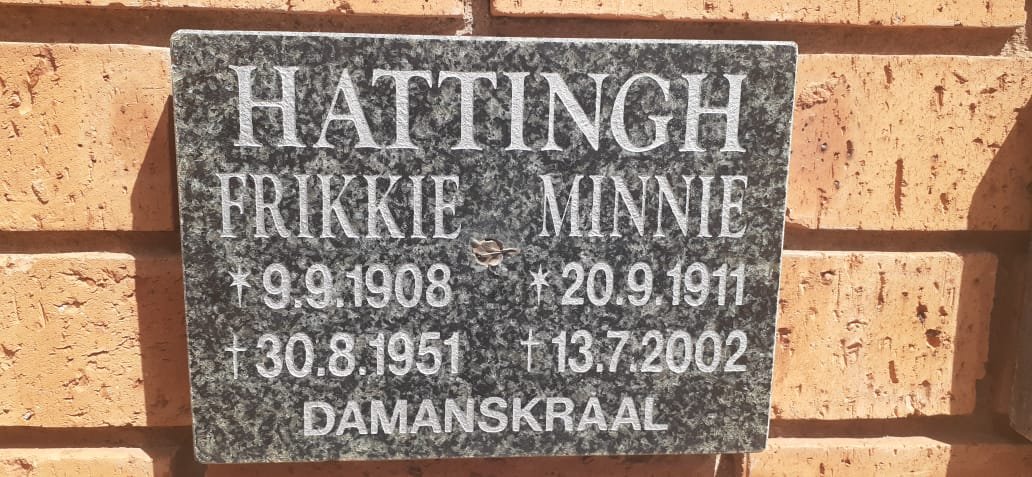 HATTINGH
FRIKKIE MINNIE
*9.9.1908 *20.9.1911
†30.8.1951 †13.7.2002
DAMANSKRAAL